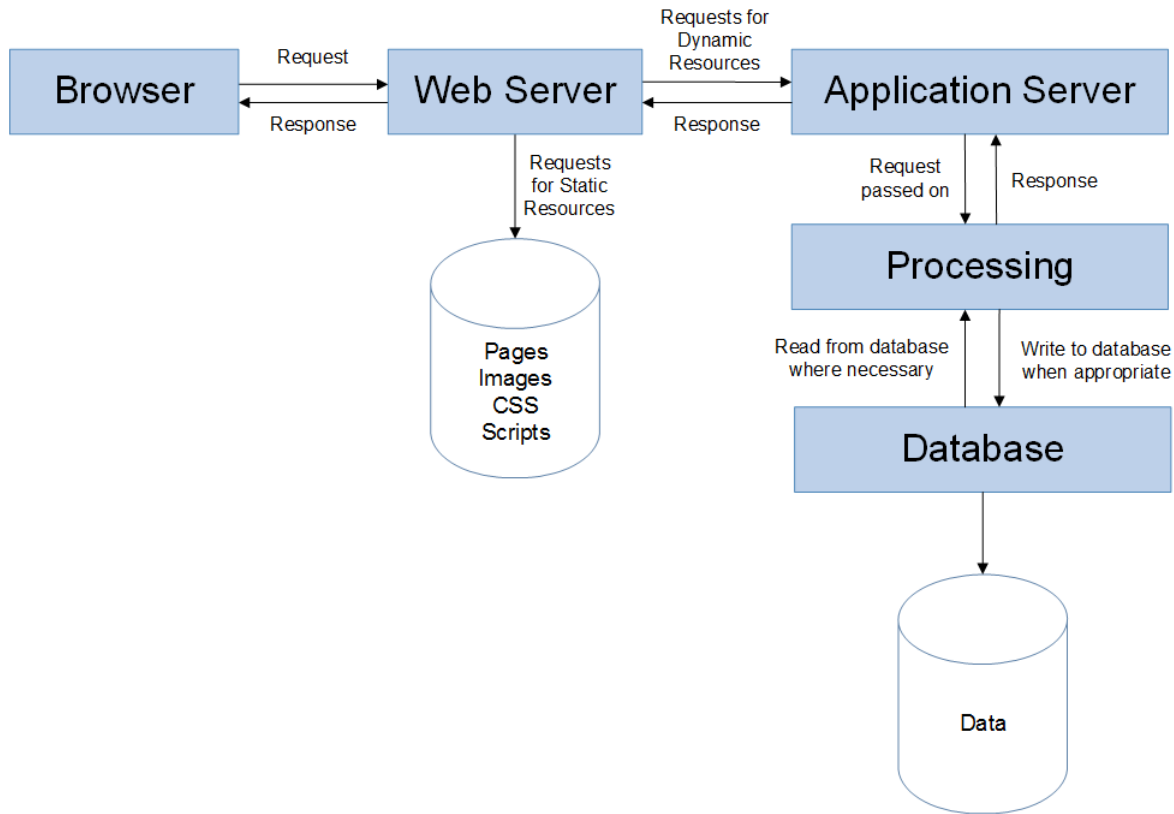 Browser
Request
Response
Web Server
Requests for
Dynamic
Resources
Response
Application Server
Requests
for Static
Resources
Request
passed on
Response
Pages
Images
CSS
Scripts
Processing
Read from database
where necessary
Write to database
when appropriate
Database
Data